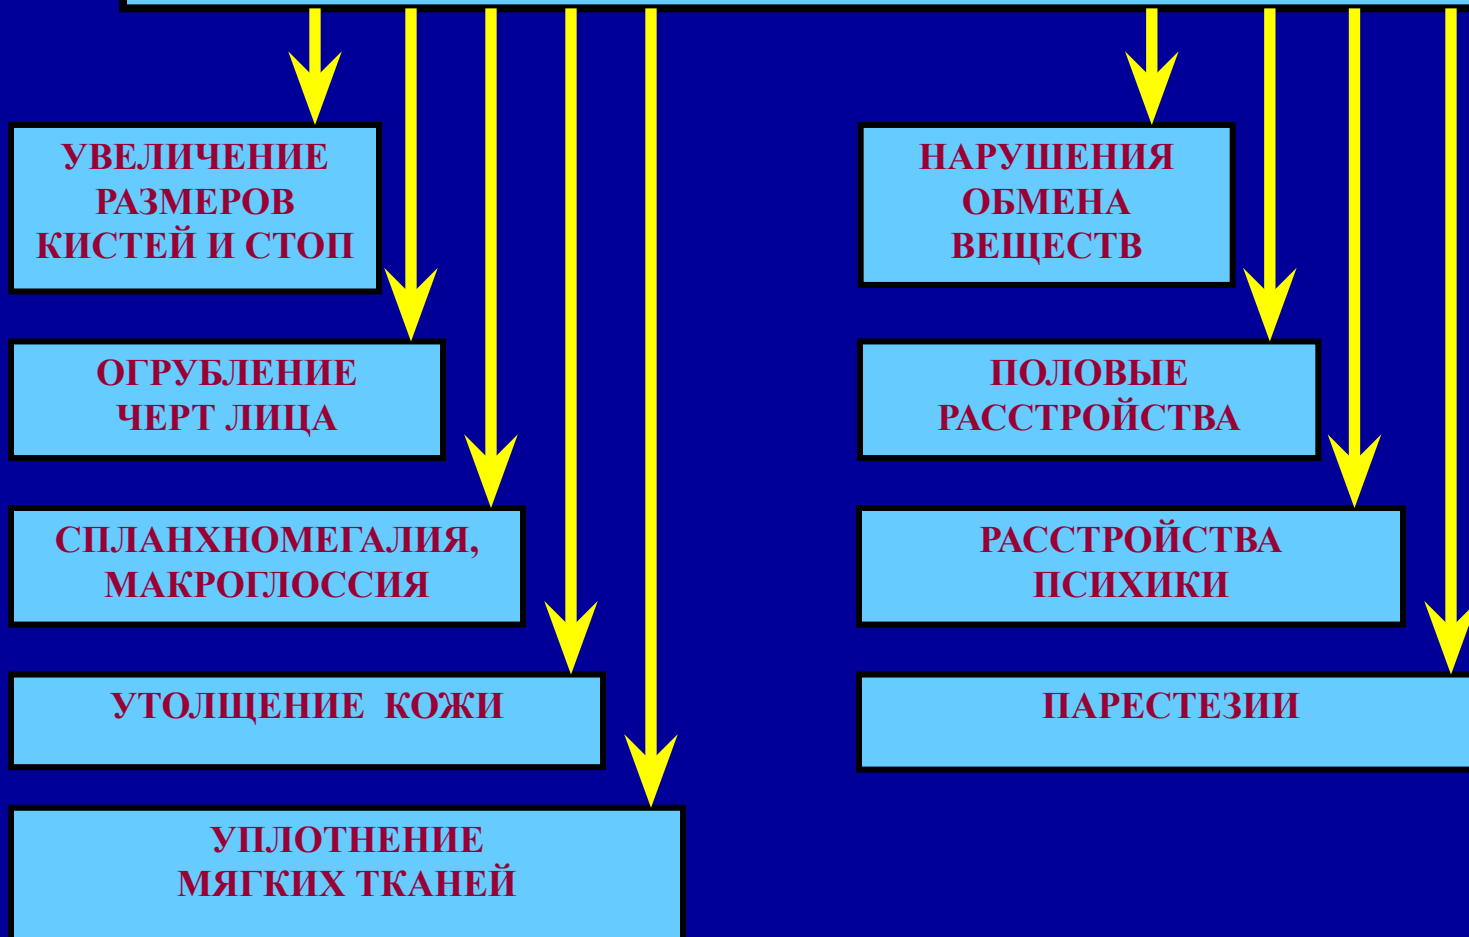 УВЕЛИЧЕНИЕ
РАЗМЕРОВ
КИСТЕЙ И СТОП
ОГРУБЛЕНИЕ
ЧЕРТ ЛИЦА
СПЛАНХНОМЕГАЛИЯ,
МАКРОГЛОССИЯ
УТОЛЩЕНИЕ КОЖИ
УПЛОТНЕНИЕ
МЯГКИХ ТКАНЕЙ
НАРУШЕНИЯ
ОБМЕНА
ВЕЩЕСТВ
ПОЛОВЫЕ
РАССТРОЙСТВА
РАССТРОЙСТВА
ПСИХИКИ
ПАРЕСТЕЗИИ